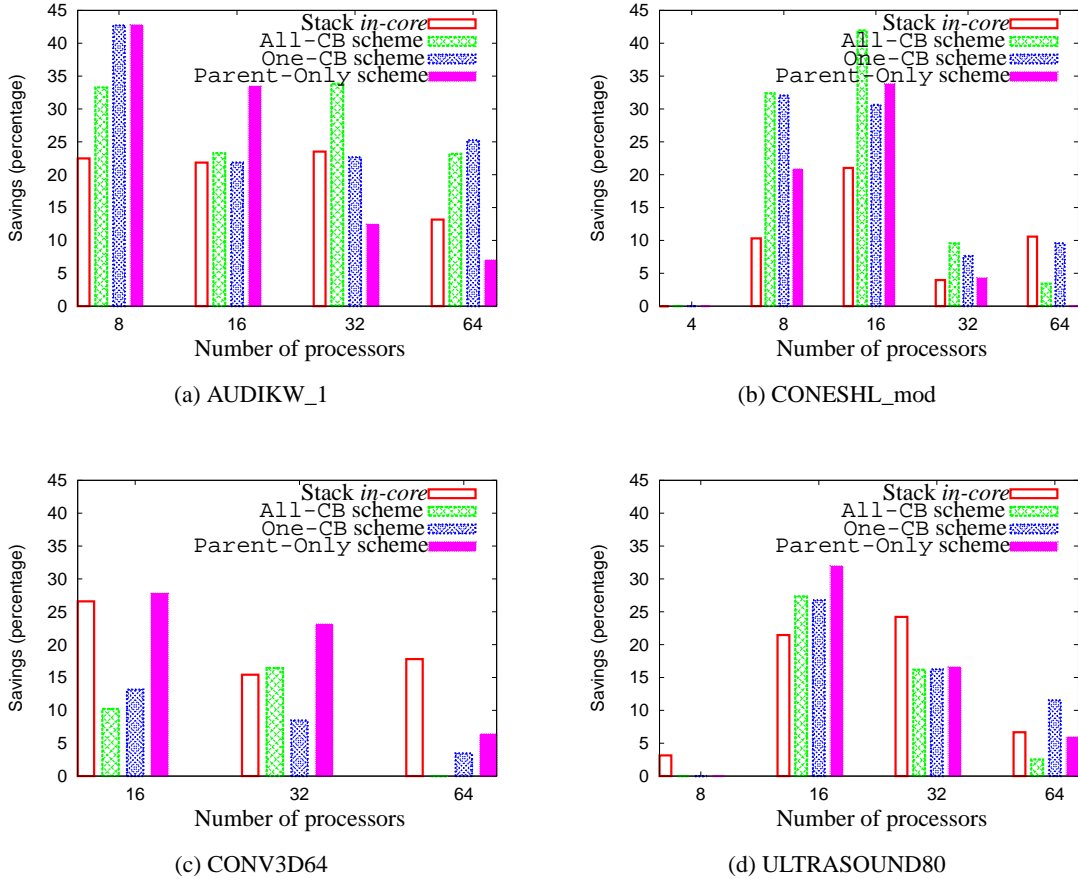 45
40
35
30
25
20
15
10
5
0
Savings (percentage)
Stack in-core
All-CB scheme
One-CB scheme
Parent-Only scheme
8 16 32 64
Number of processors
(a) AUDIKW_1
45
40
35
30
25
20
15
10
5
0
Savings (percentage)
Stack in-core
All-CB scheme
One-CB scheme
Parent-Only scheme
4 8 16 32 64
Number of processors
(b) CONESHL_mod
45
40
35
30
25
20
15
10
5
0
Savings (percentage)
Stack in-core
All-CB scheme
One-CB scheme
Parent-Only scheme
16 32 64
Number of processors
(c) CONV3D64
45
40
35
30
25
20
15
10
5
0
Savings (percentage)
Stack in-core
All-CB scheme
One-CB scheme
Parent-Only scheme
8 16 32 64
Number of processors
(d) ULTRASOUND80